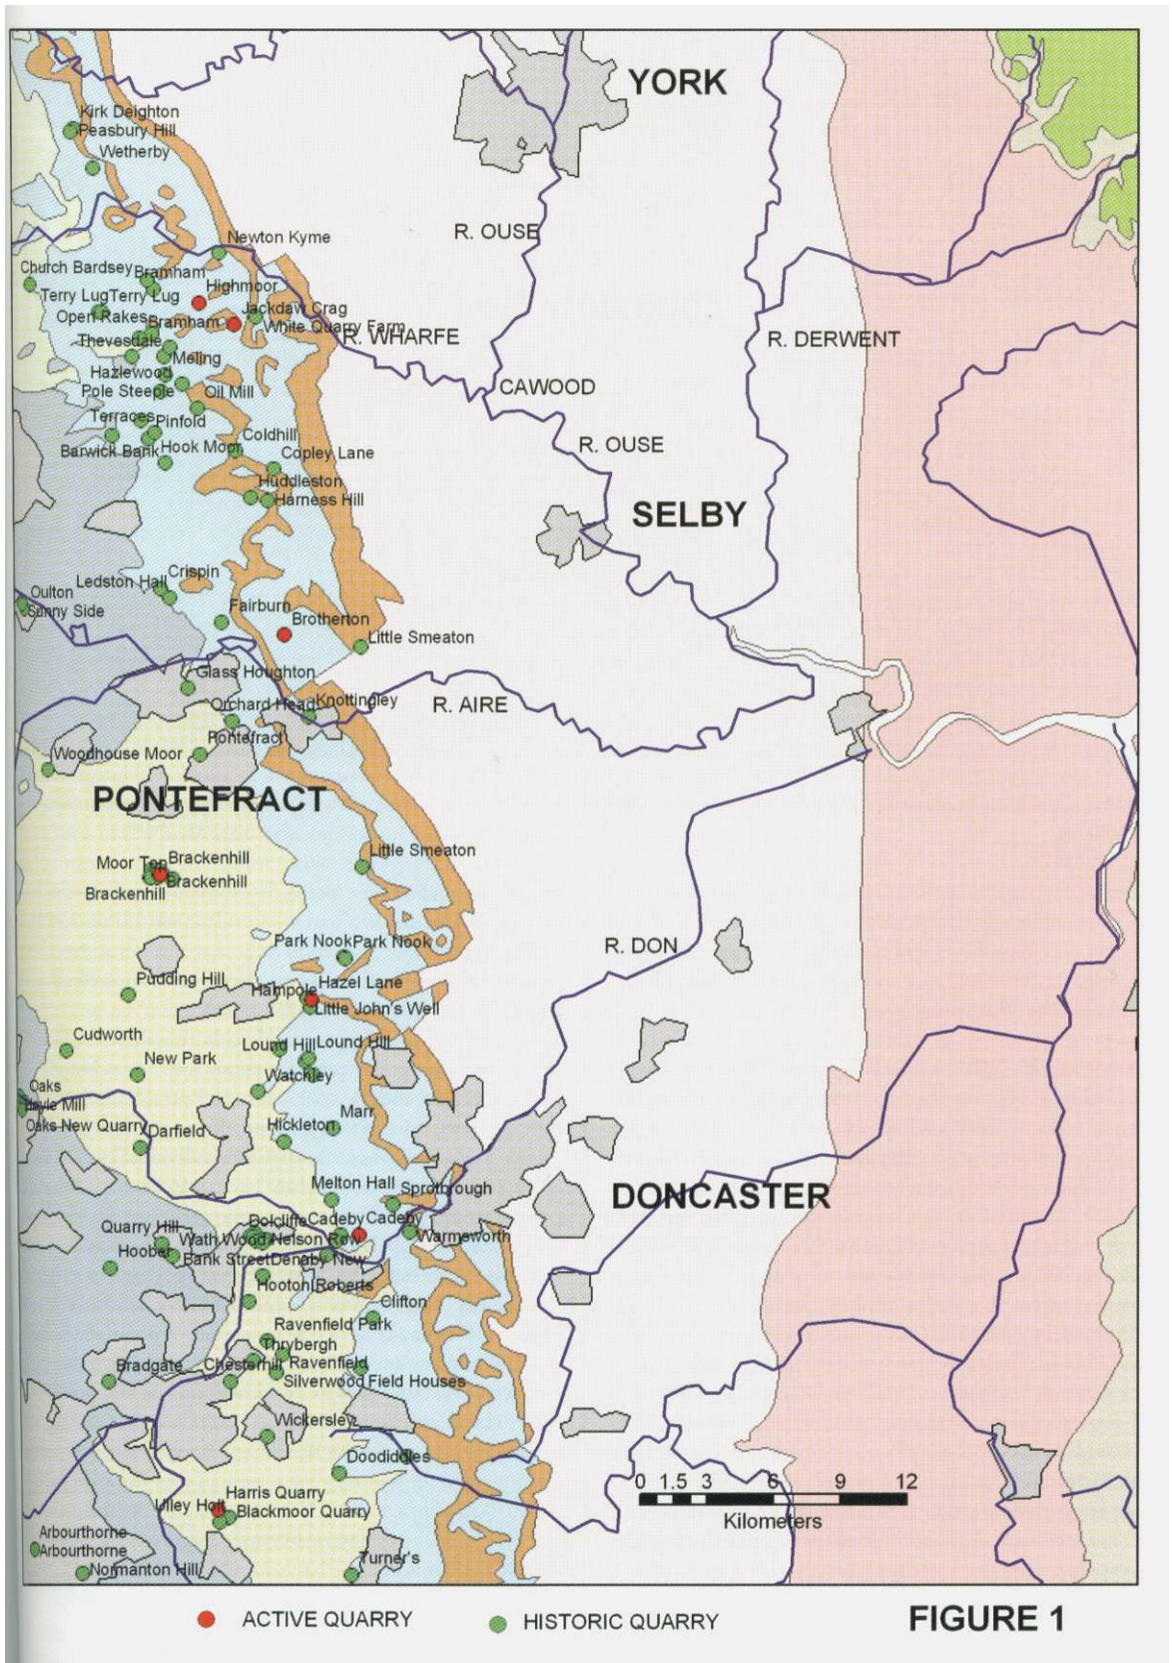 YORK
Kirk Deighton
Peasbury Hill
Wetherby
R. OUSE
Newton Kyme
Church Bardsey
Bramham
Highmoor
Terry Lug
Terry Lug
Jackdaw Crag
Open Rakes
Bramham
White Quarry Farm
R. WHARFE
R. DERWENT
Thevesdale
Meling
Hazlewood
Pole Steeple
Oil Mill
CAWOOD
Terraces
Pinfold
Coldhill
R. OUSE
Barwick Bank
Hook Moor
Copley Lane
Huddleston
Harness Hill
SELBY
Crispin
Ledston Hall
Oulton
Sunny Side
Fairburn
Brotherton
Little Smeaton
Glass Houghton
Orchard Head
Knottingley
R. AIRE
Pontefract
Woodhouse Moor
PONTEFRACT
Little Smeaton
Moor Top
Brackenhill
Brackenhill
Brackenhill
Park Nook
Park Nook
R. DON
Pudding Hill
Hampole
Hazel Lane
Little John's Well
Cudworth
Lound Hill
Lound Hill
New Park
Watchley
Oaks
Hoyle Mill
Oaks New Quarry
Darfield
Hickleton
Marr
Melton Hall
Sprotbrough
DONCASTER
Quarry Hill
Wath Wood
Dolcliffe
Cadeby
Cadeby
Nelson Row
Warmsworth
Hoober
Bank Street
Denaby New
Hooton Roberts
Clifton
Ravenfield Park
Thrybergh
Bradgate
Chesterhill
Ravenfield
Silverwood
Field Houses
Wickersley
Doodiddles
Harris Quarry
Ulley Holt
Blackmoor Quarry
0 1.5 3 6 9 12
Kilometers
Arbourthorne
Arbourthorne
Normanton Hill
Turner's
ACTIVE QUARRY
HISTORIC QUARRY
FIGURE 1